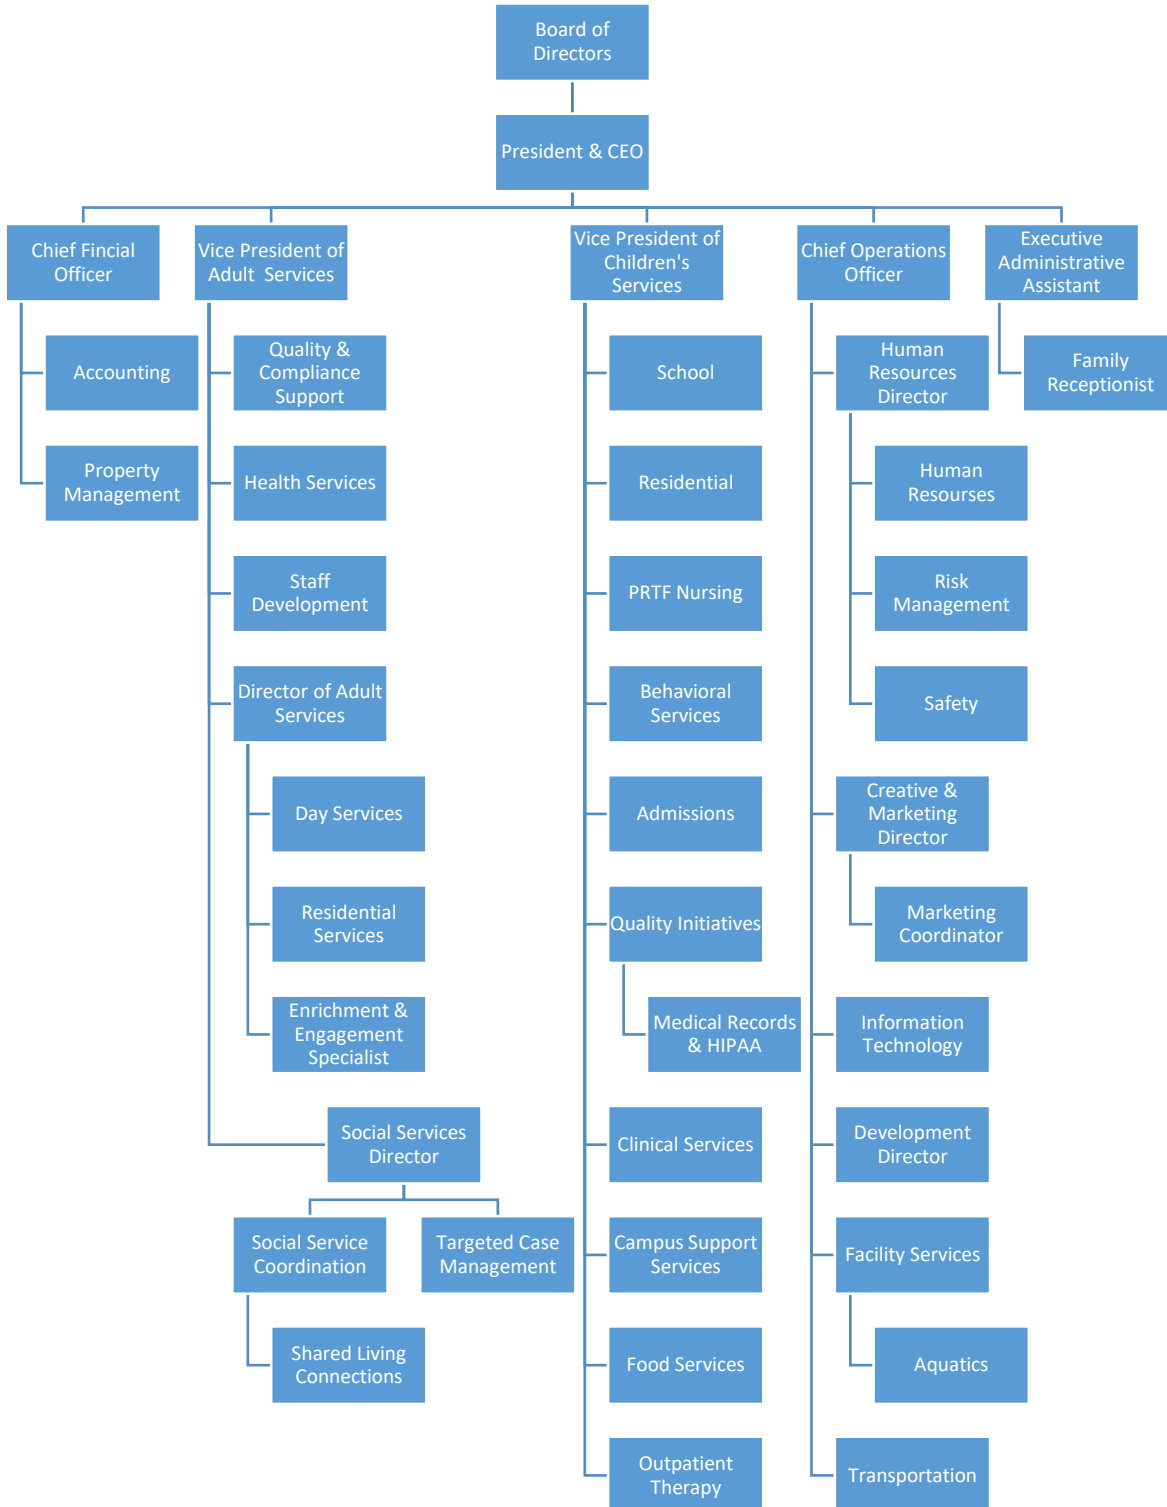 Board of
Directors
President & CEO
Chief Fincial
Officer
Vice President of
Adult Services
Vice President of
Children's
Services
Chief Operations
Officer
Executive
Administrative
Assistant
Accounting
Quality &
Compliance
Support
School
Human
Resources
Director
Family
Receptionist
Property
Management
Health Services
Residential
Human
Resourses
Staff
Development
PRTF Nursing
Risk
Management
Director of Adult
Services
Behavioral
Services
Safety
Day Services
Admissions
Creative &
Marketing
Director
Residential
Services
Quality Initiatives
Marketing
Coordinator
Enrichment &
Engagement
Specialist
Medical Records
& HIPAA
Information
Technology
Social Services
Director
Clinical Services
Development
Director
Social Service
Coordination
Targeted Case
Management
Campus Support
Services
Facility Services
Shared Living
Connections
Food Services
Aquatics
Outpatient
Therapy
Transportation